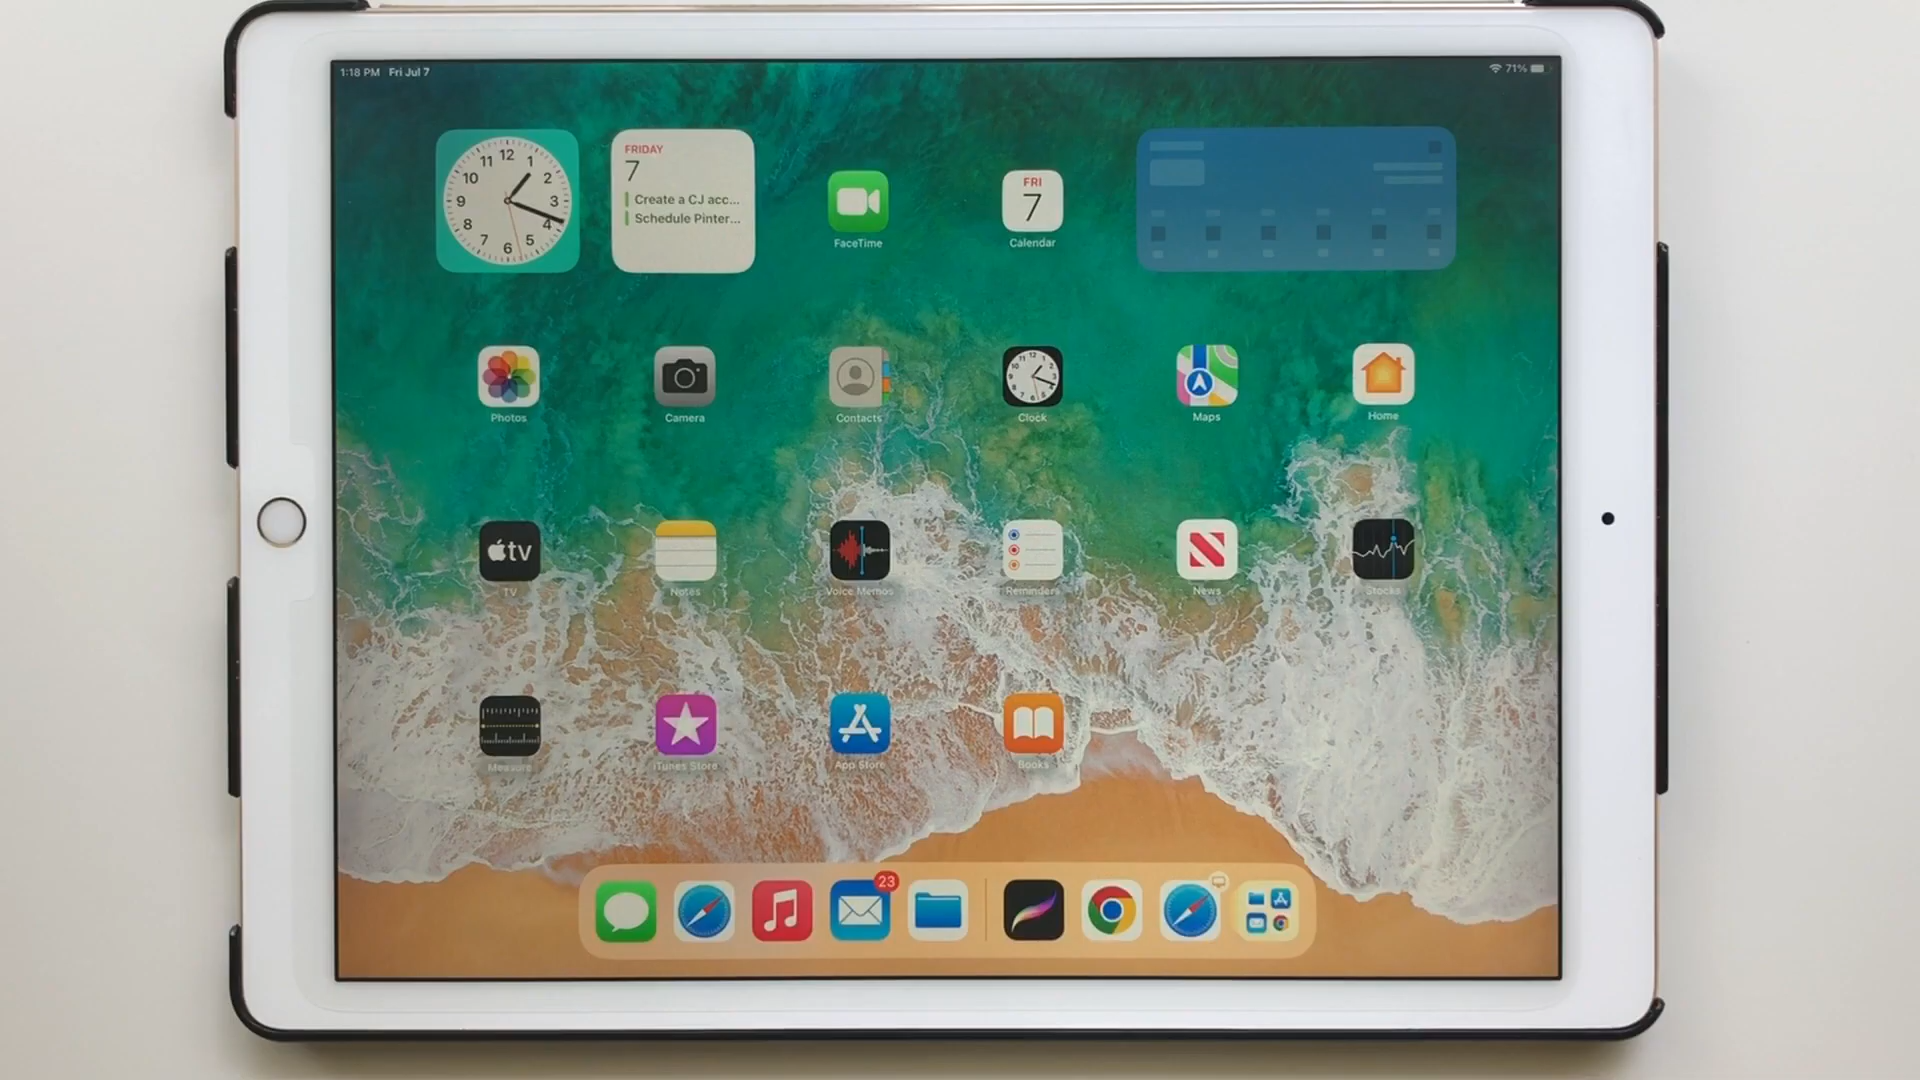 1:18 PM Fri Jul 7
71%
11 12 1
10 2
9 3
8 4
7 6 5
FRIDAY
7
Create a CJ acc...
Schedule Pinter...
FaceTime
FRI
7
Calendar
Photos
Camera
Contacts
Clock
Maps
Home
tv
TV
Notes
Voice Memos
Reminders
News
Stocks
Measure
iTunes Store
App Store
Books
23